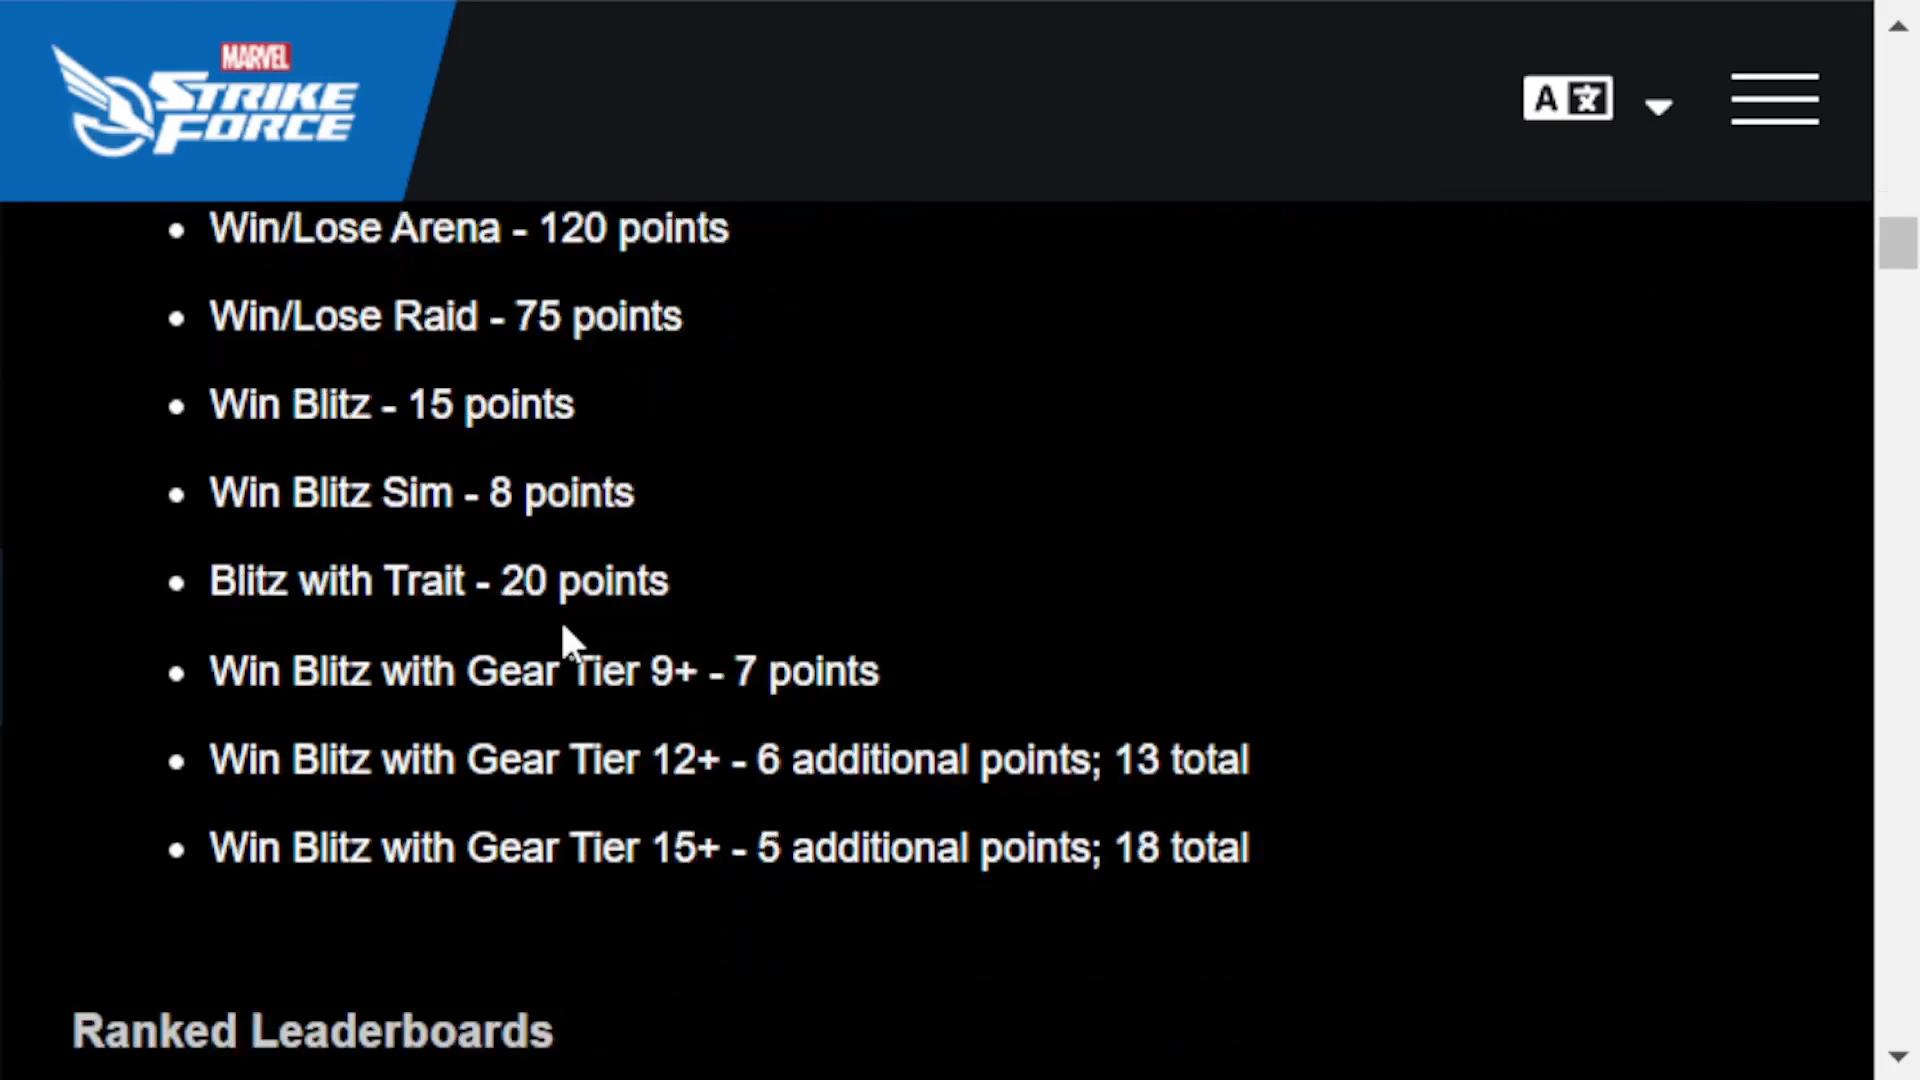 MARVEL
STRIKE
FORCE
A 文
Win/Lose Arena - 120 points
Win/Lose Raid - 75 points
Win Blitz - 15 points
Win Blitz Sim - 8 points
Blitz with Trait - 20 points
Win Blitz with Gear Tier 9+ - 7 points
Win Blitz with Gear Tier 12+ - 6 additional points; 13 total
Win Blitz with Gear Tier 15+ - 5 additional points; 18 total
Ranked Leaderboards